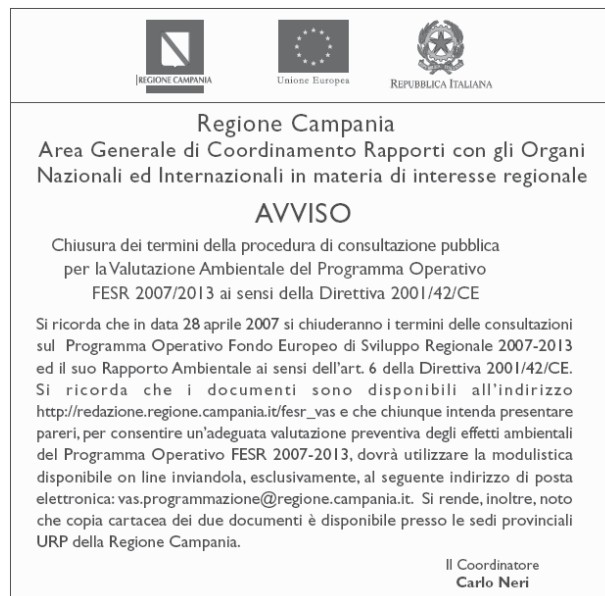 REGIONE CAMPANIA
Unione Europea
REPUBBLICA ITALIANA
Regione Campania
Area Generale di Coordinamento Rapporti con gli Organi
Nazionali ed Internazionali in materia di interesse regionale
AVVISO
Chiusura dei termini della procedura di consultazione pubblica
per la Valutazione Ambientale del Programma Operativo
FESR 2007/2013 ai sensi della Direttiva 2001/42/CE
Si ricorda che in data 28 aprile 2007 si chiuderanno i termini delle consultazioni
sul Programma Operativo Fondo Europeo di Sviluppo Regionale 2007-2013
ed il suo Rapporto Ambientale ai sensi dell'art. 6 della Direttiva 2001/42/CE.
Si ricorda che i documenti sono disponibili all'indirizzo
http://redazione.regione.campania.it/fesr_vas e che chiunque intenda presentare
pareri, per consentire un'adeguata valutazione preventiva degli effetti ambientali
del Programma Operativo FESR 2007-2013, dovrà utilizzare la modulistica
disponibile on line inviandola, esclusivamente, al seguente indirizzo di posta
elettronica: vas.programmazione@regione.campania.it. Si rende, inoltre, noto
che copia cartacea dei due documenti è disponibile presso le sedi provinciali
URP della Regione Campania.
Il Coordinatore
Carlo Neri